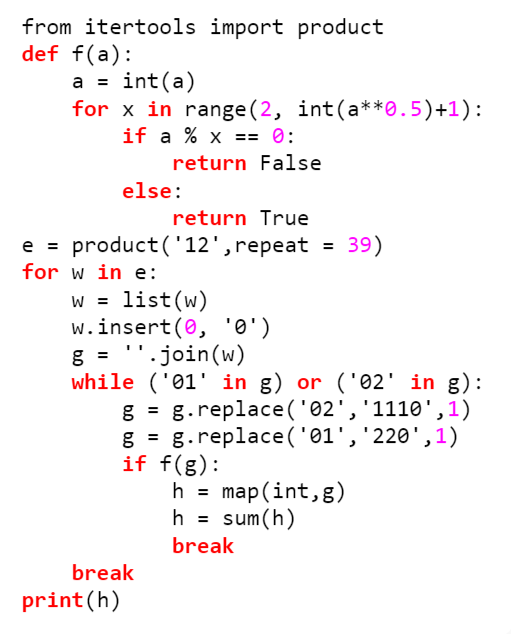 from itertools import product
def f(a):
    a = int(a)
    for x in range(2, int(a**0.5)+1):
        if a % x == 0:
            return False
        else:
            return True
e = product('12',repeat = 39)
for w in e:
    w = list(w)
    w.insert(0, '0')
    g = ''.join(w)
    while ('01' in g) or ('02' in g):
        g = g.replace('02','1110',1)
        g = g.replace('01','220',1)
        if f(g):
            h = map(int,g)
            h = sum(h)
            break
    break
print(h)